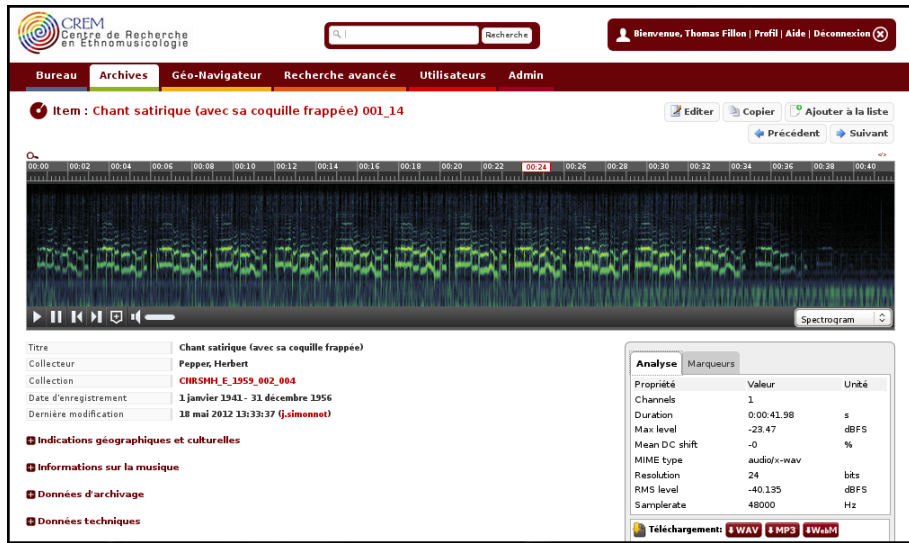 CREM
Centre de Recherche
en Ethnomusicologie
Recherche
Bienvenue, Thomas Fillon | Profil | Aide | Déconnexion
Bureau Archives Géo-Navigateur Recherche avancée Utilisateurs Admin
Item : Chant satirique (avec sa coquille frappée) 001_14
Editer Copier Ajouter à la liste
Précédent Suivant
00:00 00:02 00:04 00:06 00:08 00:10 00:12 00:14 00:16 00:18 00:20 00:22 00:24 00:26 00:28 00:30 00:32 00:34 00:36 00:38 00:40
Spectrogram
Titre Chant satirique (avec sa coquille frappée)
Collecteur Pepper, Herbert
Collection CNRSMH_E_1959_002_004
Date d'enregistrement 1 janvier 1941 - 31 décembre 1956
Dernière modification 18 mai 2012 13:33:37 (j.simonnot)
Indications géographiques et culturelles
Informations sur la musique
Données d'archivage
Données techniques
Analyse Marqueurs
Propriété Valeur Unité
Channels 1
Duration 0:00:41.98 s
Max level -23.47 dBFS
Mean DC shift -0 %
MIME type audio/x-wav
Resolution 24 bits
RMS level -40.135 dBFS
Samplerate 48000 Hz
Téléchargement: WAV MP3 WebM